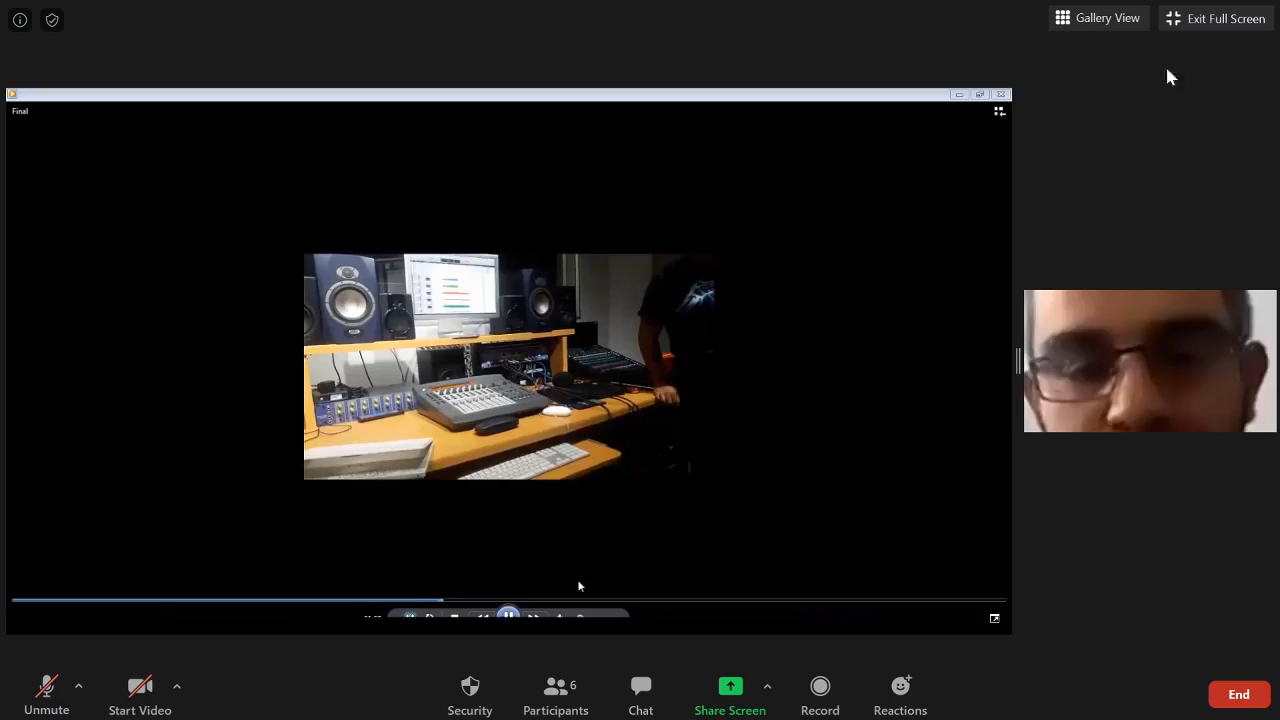 Gallery View
Exit Full Screen
Final
Unmute
Start Video
Security
6
Participants
Chat
Share Screen
Record
Reactions
End